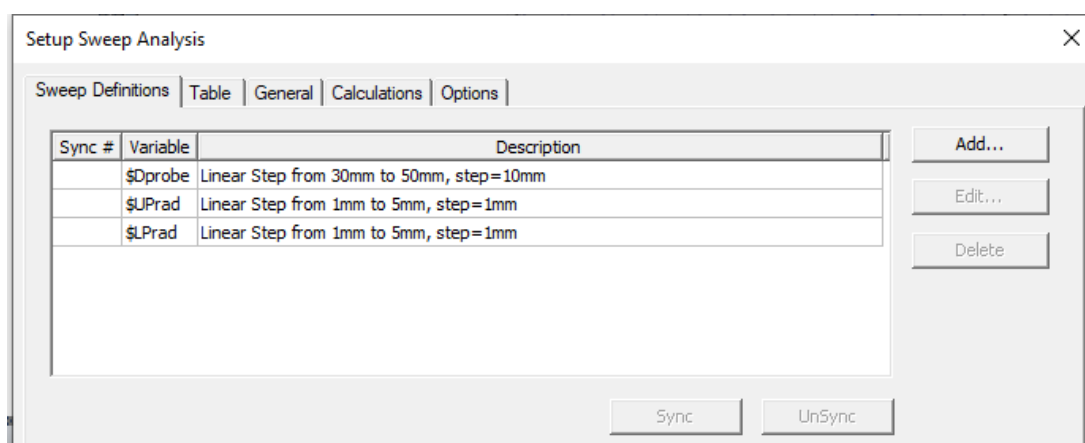 Setup Sweep Analysis
Sweep Definitions Table General Calculations Options
Sync # Variable Description
$Dprobe Linear Step from 30mm to 50mm, step=10mm
$UPrad Linear Step from 1mm to 5mm, step=1mm
$LPrad Linear Step from 1mm to 5mm, step=1mm
Add...
Edit...
Delete
Sync UnSync